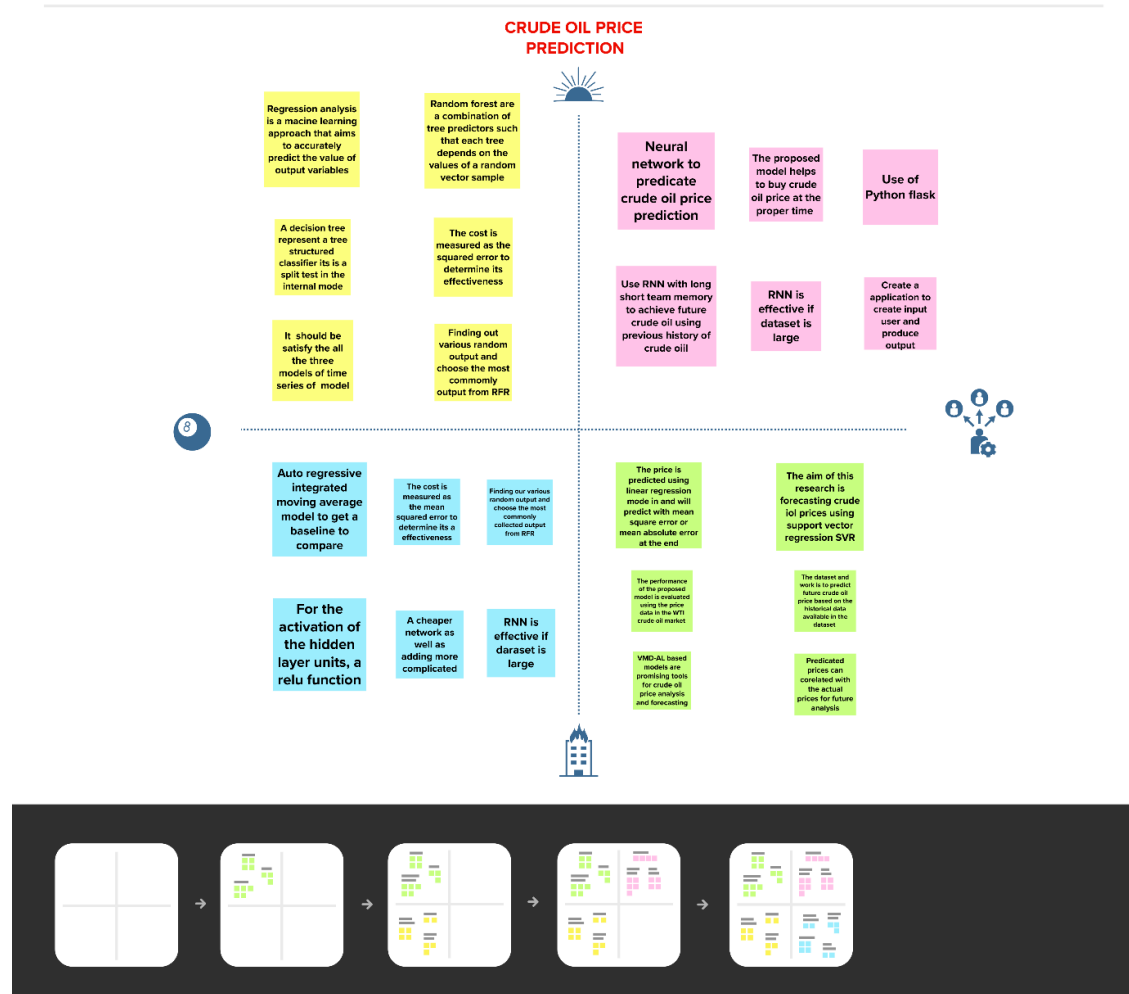 CRUDE OIL PRICE
PREDICTION
Regression analysis
is a macine learning
approach that aims
to accurately
predict the value of
output variables
Random forest are
a combination of
tree predictors such
that each tree
depends on the
values of a random
vector sample
A decision tree
represent a tree
structured
classifier its is a
split test in the
internal mode
The cost is
measured as the
squared error to
determine its
effectiveness
It should be
satisfy the all
the three
models of time
series of model
Finding out
various random
output and
choose the most
commomly
output from RFR
Neural
network to
predicate
crude oil price
prediction
The proposed
model helps
to buy crude
oil price at the
proper time
Use of
Python flask
Use RNN with long
short team memory
to achieve future
crude oil using
previous history of
crude oiil
RNN is
effective if
dataset is
large
Create a
application to
create input
user and
produce
output
8
Auto regressive
integrated
moving average
model to get a
baseline to
compare
The cost is
measured as
the mean
squared error to
determine its a
effectiveness
Finding our various
random output and
choose the most
commonly
collected output
from RFR
For the
activation of
the hidden
layer units, a
relu function
A cheaper
network as
well as
adding more
complicated
RNN is
effective if
daraset is
large
The price is
predicted using
linear regression
mode in and will
predict with mean
square error or
mean absolute error
at the end
The aim of this
research is
forecasting crude
iol prices using
support vector
regression SVR
The performance
of the proposed
model is evaluated
using the price
data in the WTI
crude oil market
The dataset and
work is to predict
future crude oil
price based on the
historical data
available in the
dataset
VMD-AL based
models are
promising tools
for crude oil
price analysis
and forecasting
Predicated
prices can
corelated with
the actual
prices for future
analysis